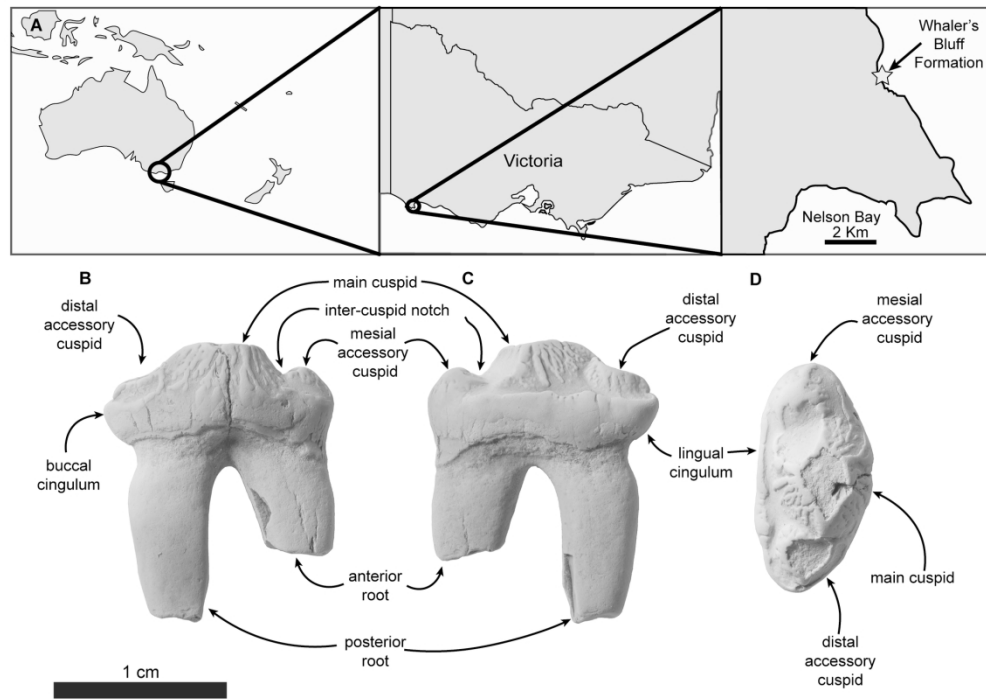 A
Victoria
Whaler's
Bluff
Formation
Nelson Bay
2 Km
B
C
D
main cuspid
inter-cuspid notch
mesial
accessory
cuspid
distal
accessory
cuspid
distal
accessory
cuspid
mesial
accessory
cuspid
buccal
cingulum
lingual
cingulum
main cuspid
anterior
root
posterior
root
distal
accessory
cuspid
1 cm